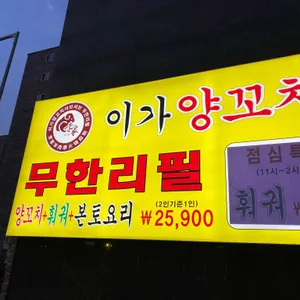 이가양꼬치
무한리필
점심특
(11시~2시
훠궈 ₩
양꼬치+훠궈+본토요리
(2인기준1인)
₩25,900